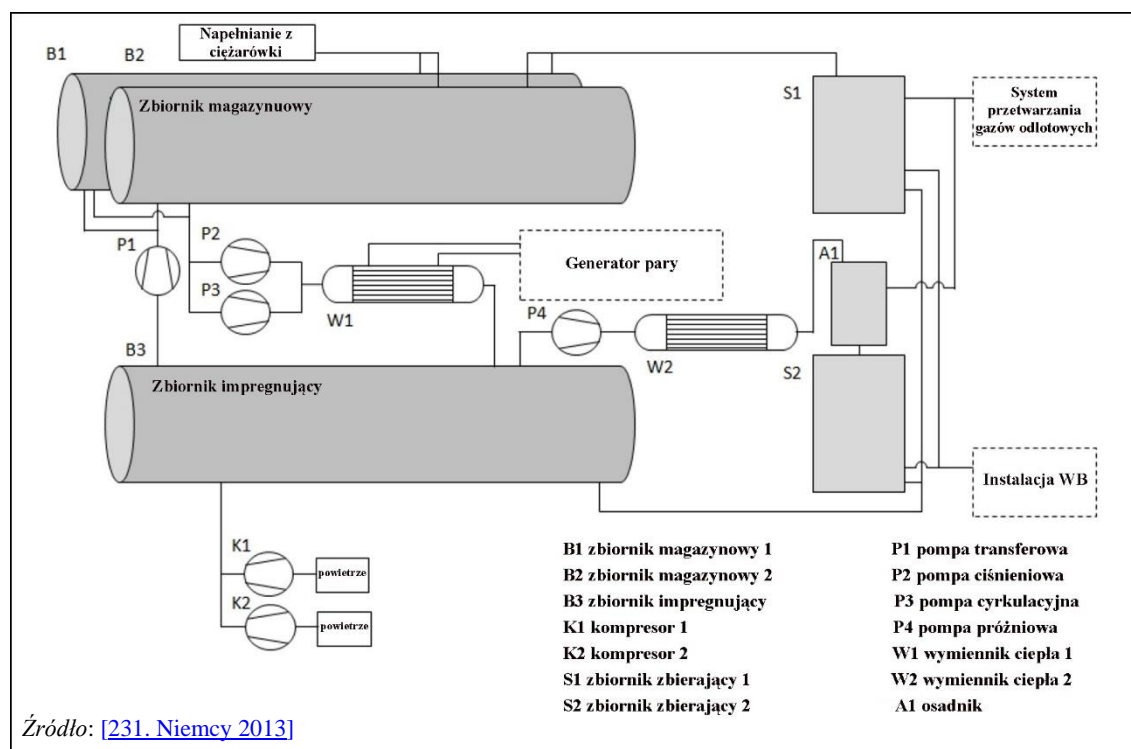 Napełnianie z
ciężarówki
B1
B2
Zbiornik magazynuowy
S1
System
przetwarzania
gazów odlotowych
P1
P2
P3
W1
Generator pary
A1
P4
W2
S2
B3
Zbiornik impregnujący
Instalacja WB
K1
powietrze
K2
powietrze
B1 zbiornik magazynowy 1
B2 zbiornik magazynowy 2
B3 zbiornik impregnujący
K1 kompresor 1
K2 kompresor 2
S1 zbiornik zbierający 1
S2 zbiornik zbierający 2
P1 pompa transferowa
P2 pompa ciśnieniowa
P3 pompa cyrkulacyjna
P4 pompa próżniowa
W1 wymiennik ciepła 1
W2 wymiennik ciepła 2
A1 osadnik
Źródło: [231. Niemcy 2013]